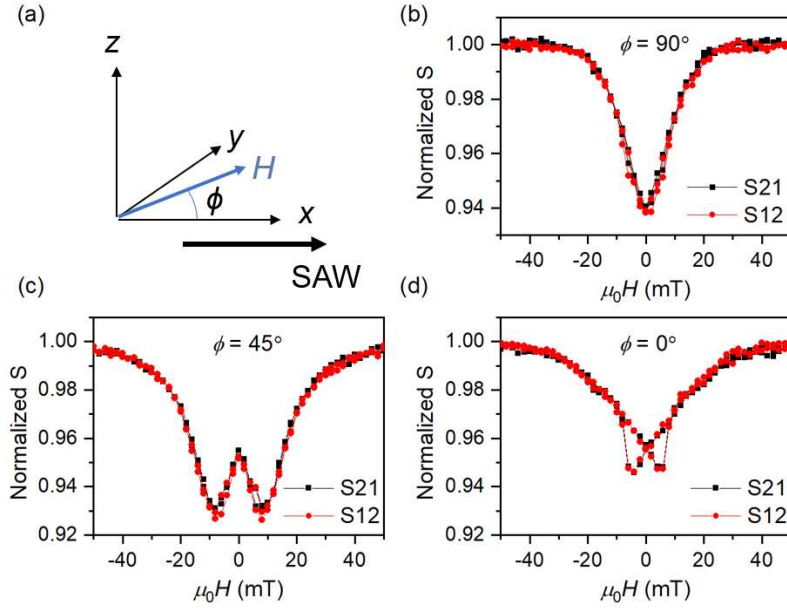 (a)
z
y
H
ϕ
x
SAW
(b)
Normalized S
1.00
0.98
0.96
0.94
ϕ = 90°
S21
S12
-40 -20 0 20 40
μ₀H (mT)
(c)
Normalized S
1.00
0.98
0.96
0.94
0.92
ϕ = 45°
S21
S12
-40 -20 0 20 40
μ₀H (mT)
(d)
Normalized S
1.00
0.98
0.96
0.94
0.92
ϕ = 0°
S21
S12
-40 -20 0 20 40
μ₀H (mT)